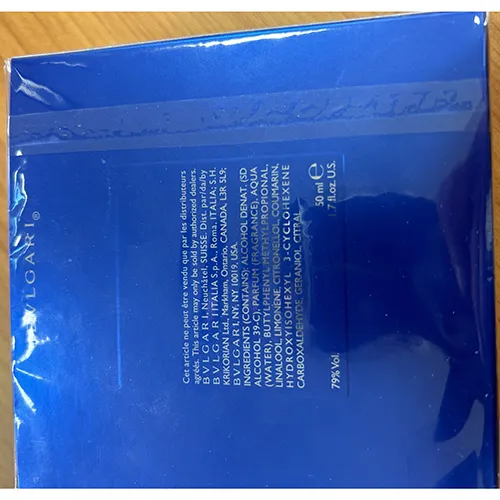 BVLGARI®
Cet article ne peut être vendu que par les distributeurs
agréés. This article may only be sold by authorized dealers.
BVLGARI, Neuchâtel, SUISSE: Dist. par/da/by
BVLGARI ITALIA S.p.A., Roma, ITALIA; S.H.
KRIKORIAN Ltd., Markham, Ontario, CANADA, L3R 5L9;
BVLGARI, NY, NY 10019, USA.
INGREDIENTS (CONTAINS): ALCOHOL DENAT. (SD
ALCOHOL 39-C), PARFUM (FRAGRANCE), AQUA
(WATER), BUTYLPHENYL METHYLPROPIONAL,
LINALOOL, LIMONENE, CITRONELLOL, COUMARIN,
HYDROXYISOHEXYL 3-CYCLOHEXENE
CARBOXALDEHYDE, GERANIOL, CITRAL.
50 ml ℮
1.7 fl.oz. U.S.
79% Vol.